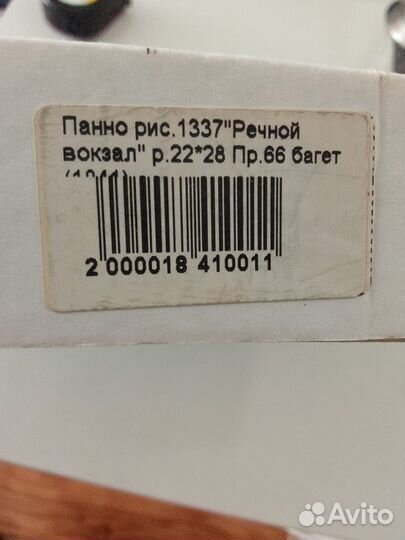 Панно рис.1337"Речной
вокзал" р.22*28 Пр.66 багет
2 000018 410011
Avito